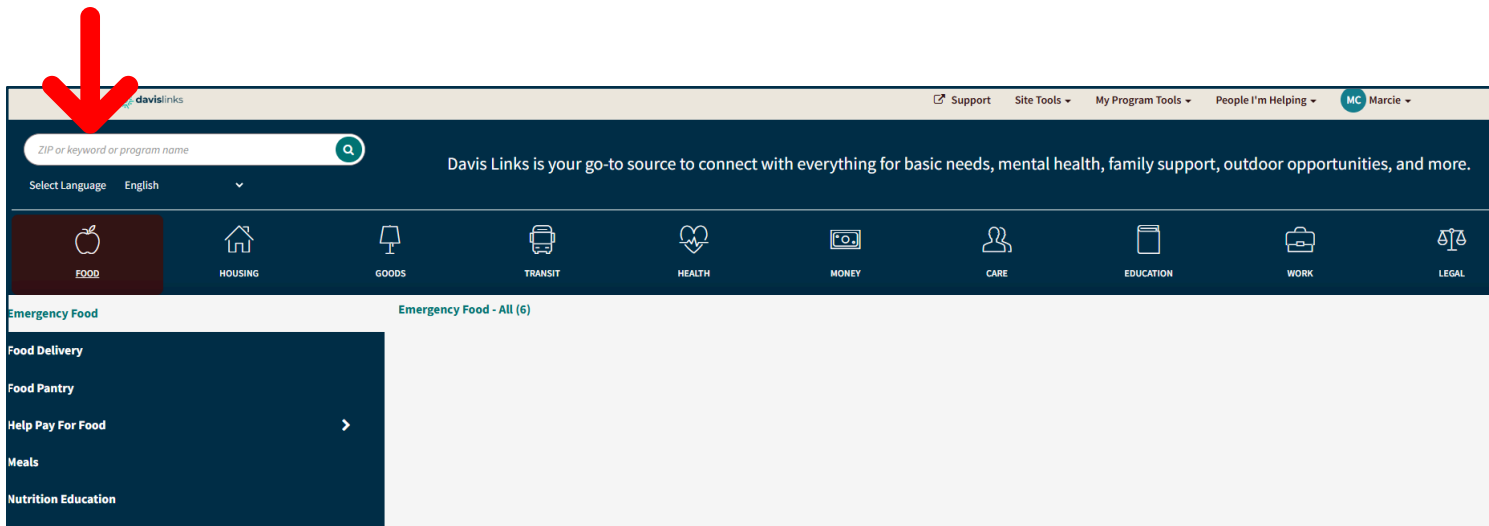 davislinks
Support Site Tools My Program Tools People I'm Helping MC Marcie
ZIP or keyword or program name
Davis Links is your go-to source to connect with everything for basic needs, mental health, family support, outdoor opportunities, and more.
Select Language English
FOOD HOUSING GOODS TRANSIT HEALTH MONEY CARE EDUCATION WORK LEGAL
Emergency Food
Emergency Food - All (6)
Food Delivery
Food Pantry
Help Pay For Food
Meals
Nutrition Education